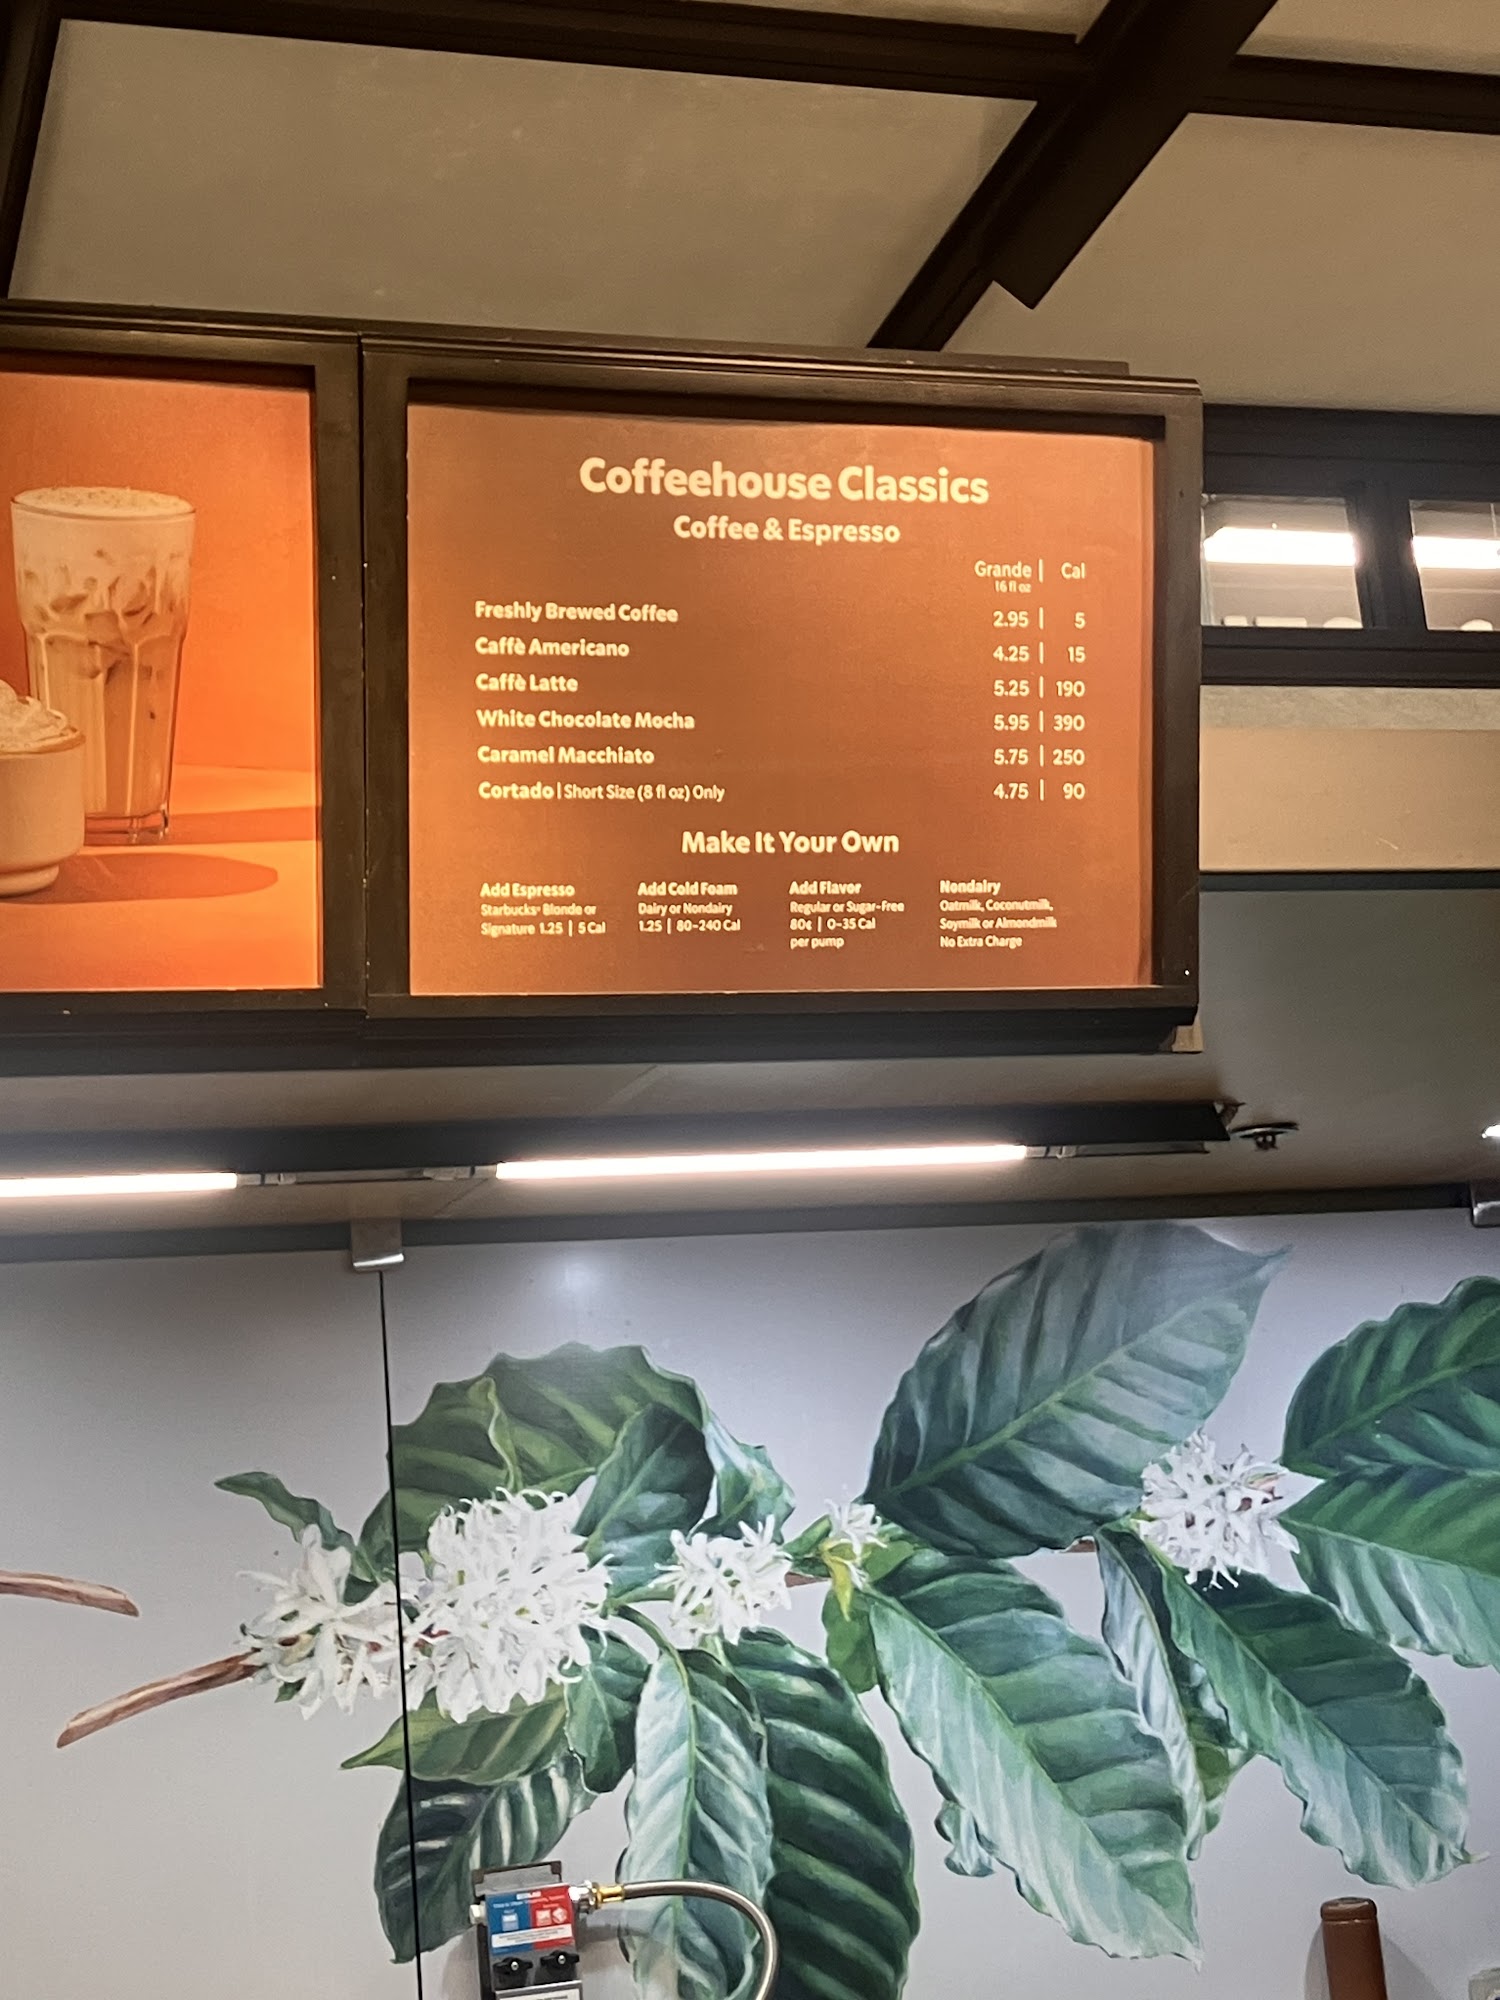 Coffeehouse Classics
Coffee & Espresso
Grande | Cal
16 fl oz
Freshly Brewed Coffee 2.95 | 5
Caffè Americano 4.25 | 15
Caffè Latte 5.25 | 190
White Chocolate Mocha 5.95 | 390
Caramel Macchiato 5.75 | 250
Cortado | Short Size (8 fl oz) Only 4.75 | 90
Make It Your Own
Add Espresso
Starbucks® Blonde or
Signature 1.25 | 5 Cal
Add Cold Foam
Dairy or Nondairy
1.25 | 80-240 Cal
Add Flavor
Regular or Sugar-Free
80¢ | 0-35 Cal
per pump
Nondairy
Oatmilk, Coconutmilk,
Soymilk or Almondmilk
No Extra Charge
ECOLAB